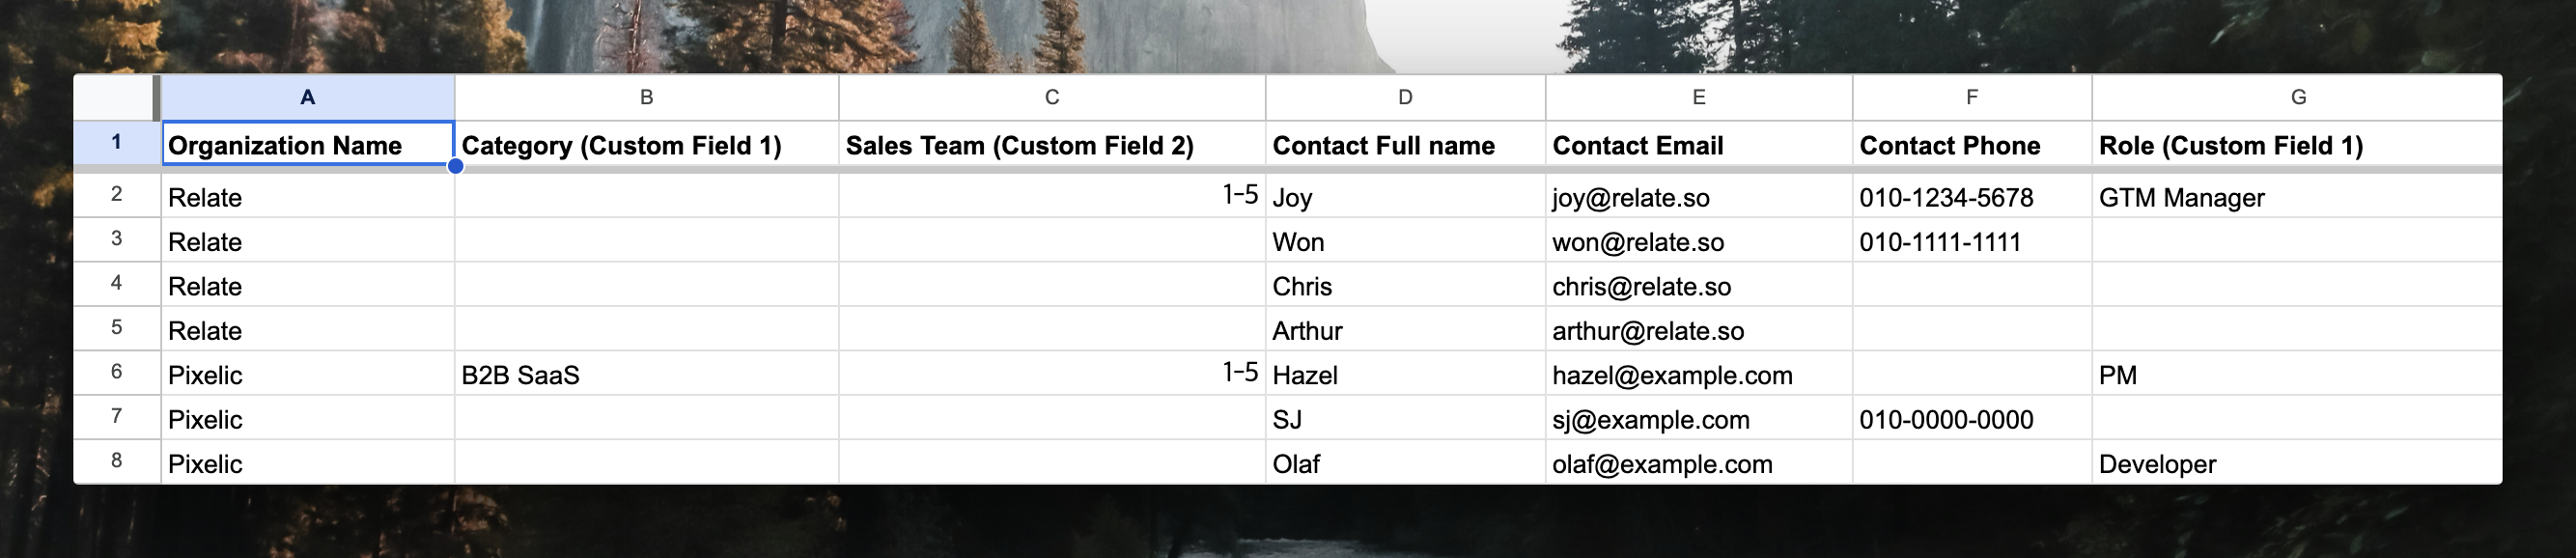 A B C D E F G
1 Organization Name Category (Custom Field 1) Sales Team (Custom Field 2) Contact Full name Contact Email Contact Phone Role (Custom Field 1)
2 Relate 1-5 Joy joy@relate.so 010-1234-5678 GTM Manager
3 Relate Won won@relate.so 010-1111-1111
4 Relate Chris chris@relate.so
5 Relate Arthur arthur@relate.so
6 Pixelic B2B SaaS 1-5 Hazel hazel@example.com PM
7 Pixelic SJ sj@example.com 010-0000-0000
8 Pixelic Olaf olaf@example.com Developer